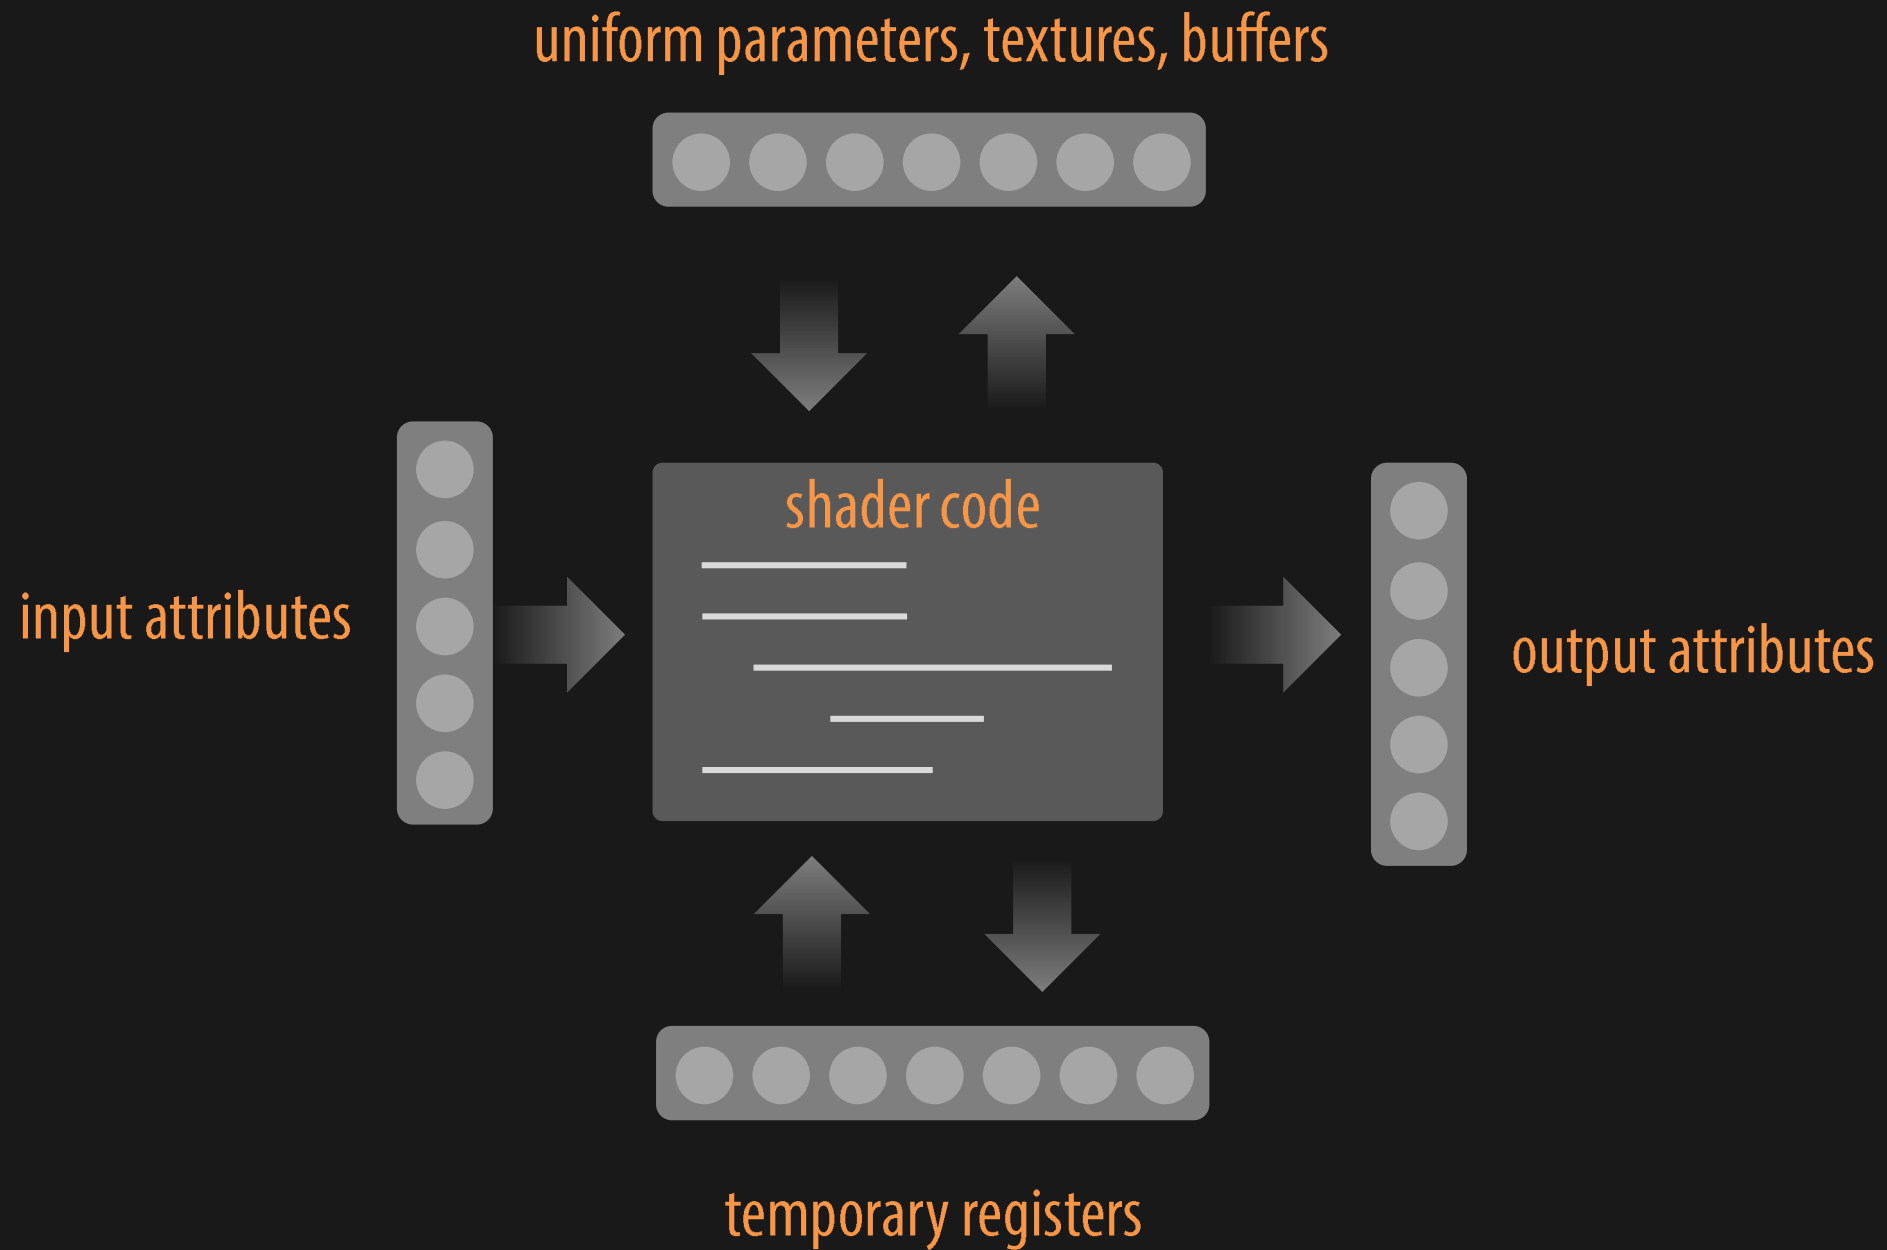 uniform parameters, textures, buffers
shader code
input attributes
output attributes
temporary registers